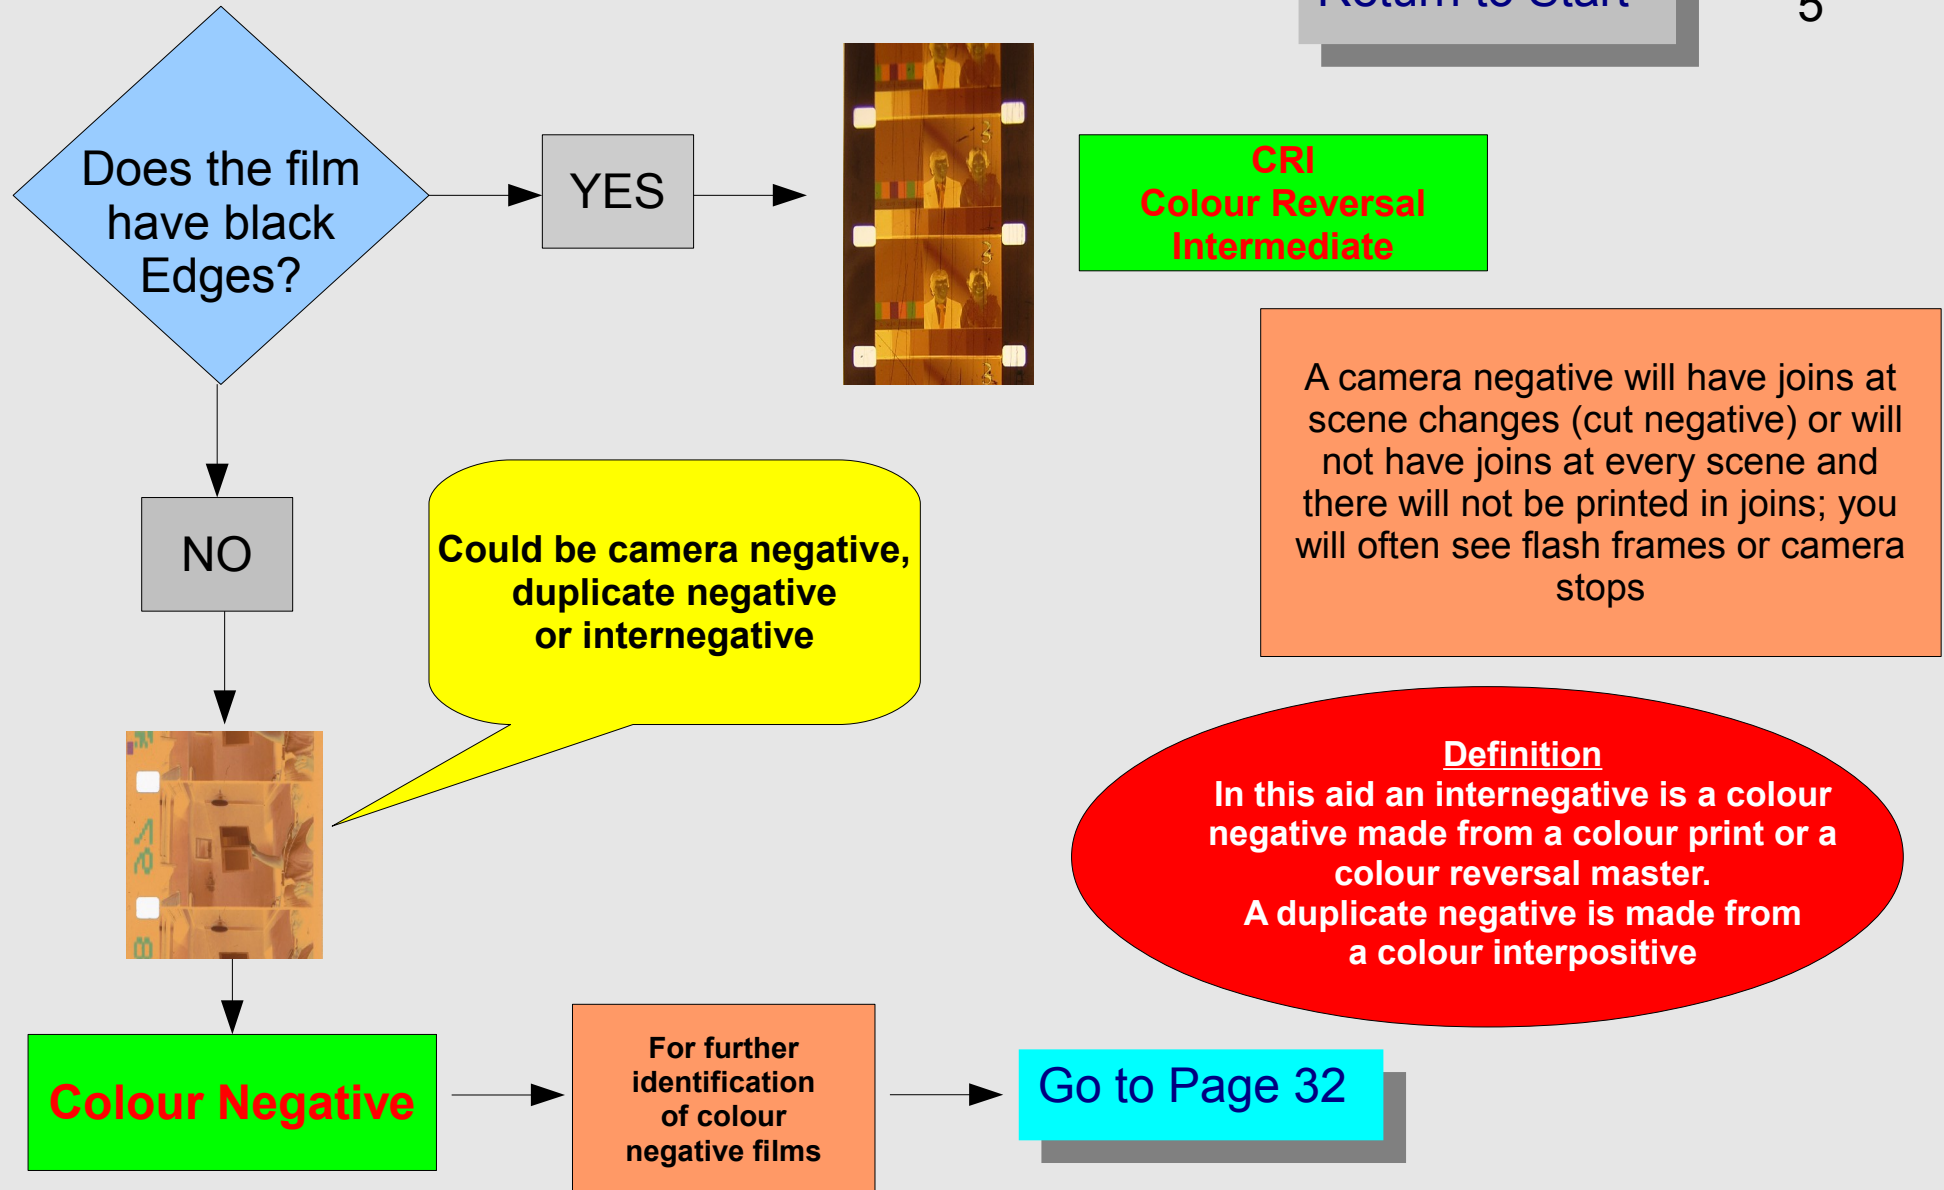 Return to Start
5
Does the film
have black
Edges?
YES
CRI
Colour Reversal
Intermediate
A camera negative will have joins at
scene changes (cut negative) or will
not have joins at every scene and
there will not be printed in joins; you
will often see flash frames or camera
stops
NO
Could be camera negative,
duplicate negative
or internegative
Definition
In this aid an internegative is a colour
negative made from a colour print or a
colour reversal master.
A duplicate negative is made from
a colour interpositive
Colour Negative
For further
identification
of colour
negative films
Go to Page 32